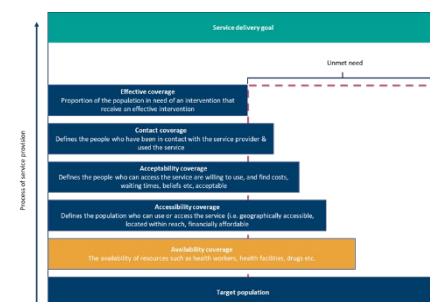 Service delivery goal
Unmet need
Effective coverage
Proportion of the population in need of an intervention that
receive an effective intervention
Contact coverage
Defines the people who have been in contact with the service provider &
used the service
Acceptability coverage
Defines the people who can access the service are willing to use, and find costs,
waiting times, beliefs etc, acceptable
Accessibility coverage
Defines the population who can use or access the service (i.e. geographically accessible,
located within reach, financially affordable
Availability coverage
The availability of resources such as health workers, health facilities, drugs etc.
Target population
Process of service provision